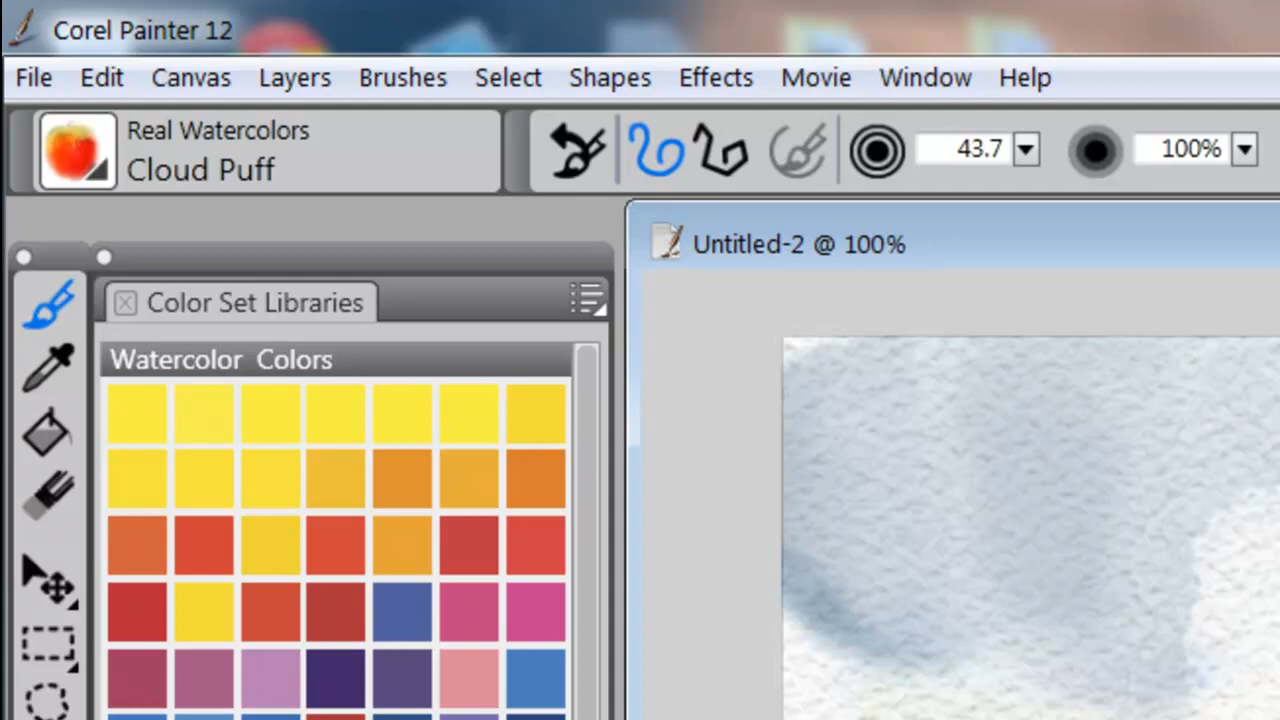 Corel Painter 12
File Edit Canvas Layers Brushes Select Shapes Effects Movie Window Help
Real Watercolors
Cloud Puff
43.7
100%
Untitled-2 @ 100%
Color Set Libraries
Watercolor Colors